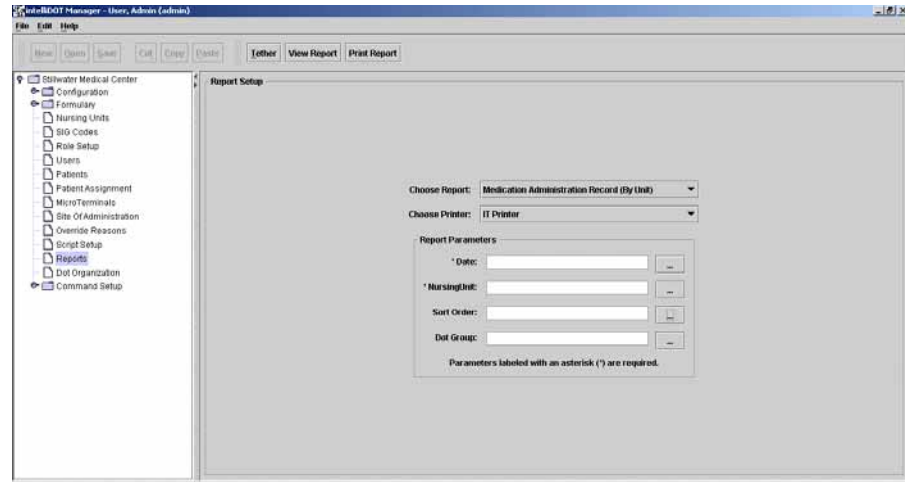 intelliDOT Manager - User, Admin (admin)
File Edit Help
New Open Save Cut Copy Paste Tether View Report Print Report
Stillwater Medical Center
Configuration
Formulary
Nursing Units
SIG Codes
Role Setup
Users
Patients
Patient Assignment
MicroTerminals
Site Of Administration
Override Reasons
Script Setup
Reports
Dot Organization
Command Setup
Report Setup
Choose Report: Medication Administration Record (By Unit)
Choose Printer: IT Printer
Report Parameters
* Date: ...
* NursingUnit: ...
Sort Order: ...
Dot Group: ...
Parameters labeled with an asterisk (*) are required.